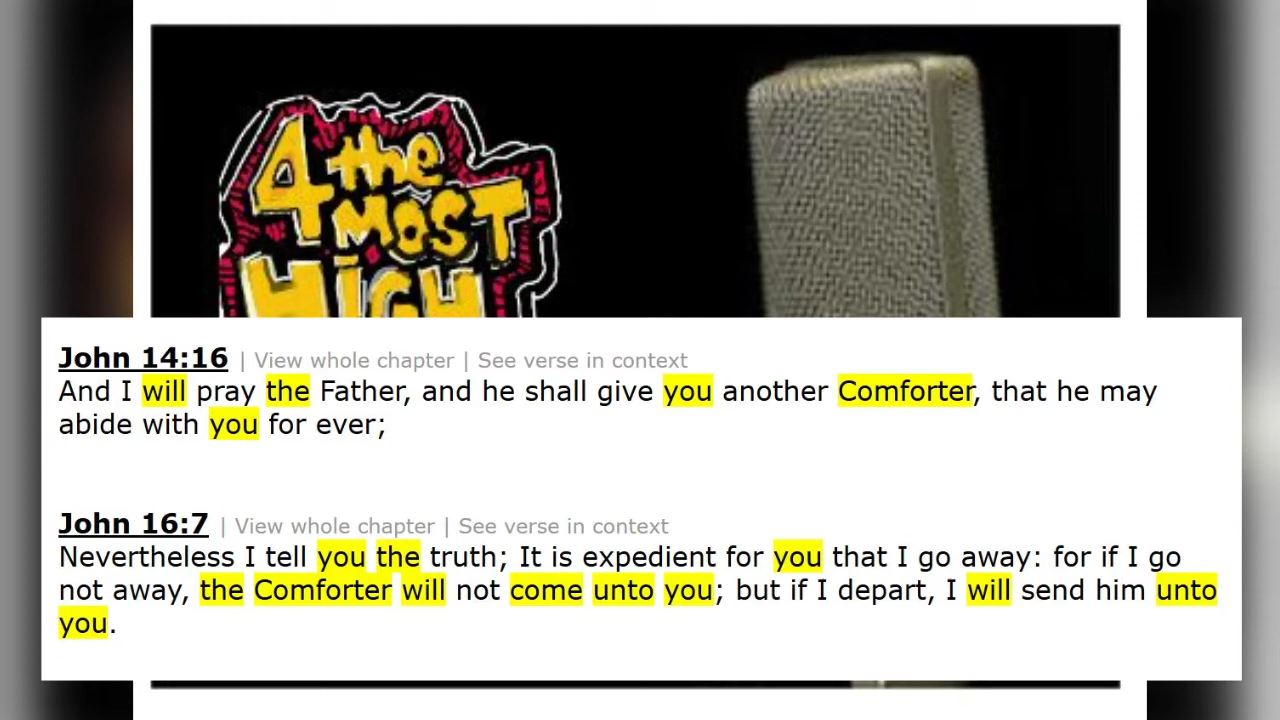 4 the
MOST
HiGH
John 14:16 | View whole chapter | See verse in context
And I will pray the Father, and he shall give you another Comforter, that he may
abide with you for ever;
John 16:7 | View whole chapter | See verse in context
Nevertheless I tell you the truth; It is expedient for you that I go away: for if I go
not away, the Comforter will not come unto you; but if I depart, I will send him unto
you.